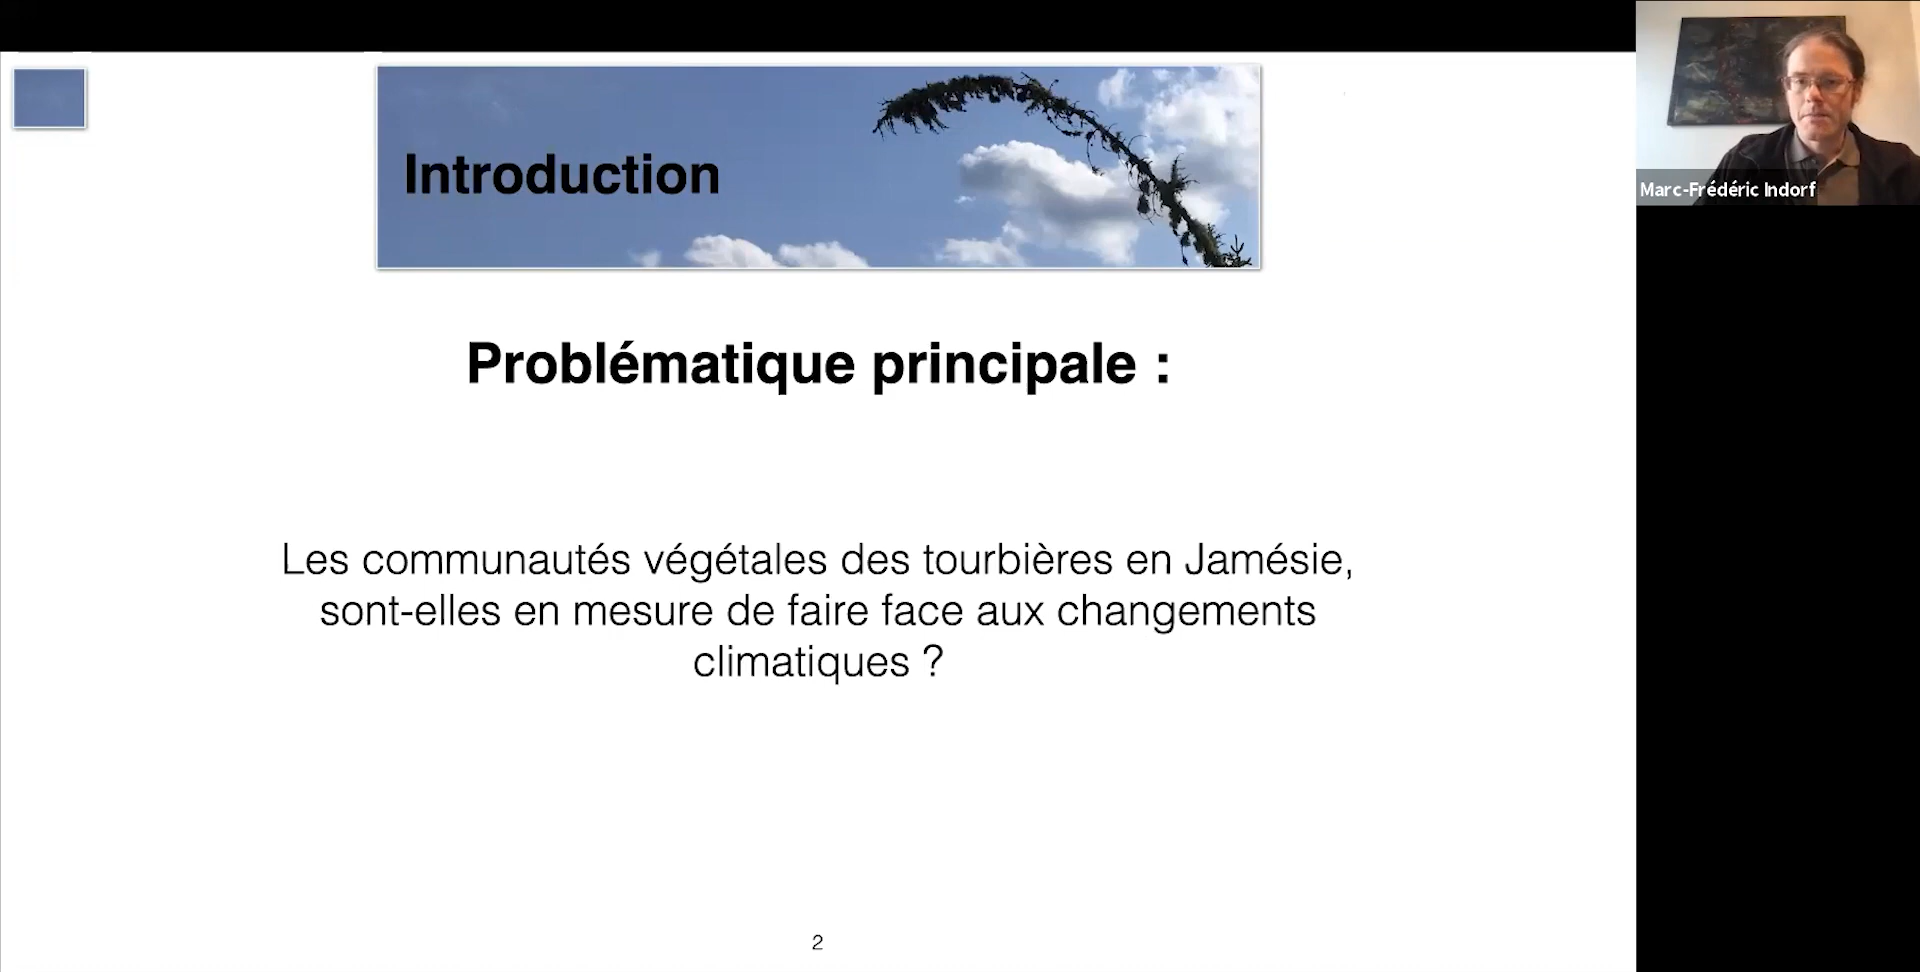 Introduction
Marc-Frédéric Indorf
Problématique principale :
Les communautés végétales des tourbières en Jamésie,
sont-elles en mesure de faire face aux changements
climatiques ?
2